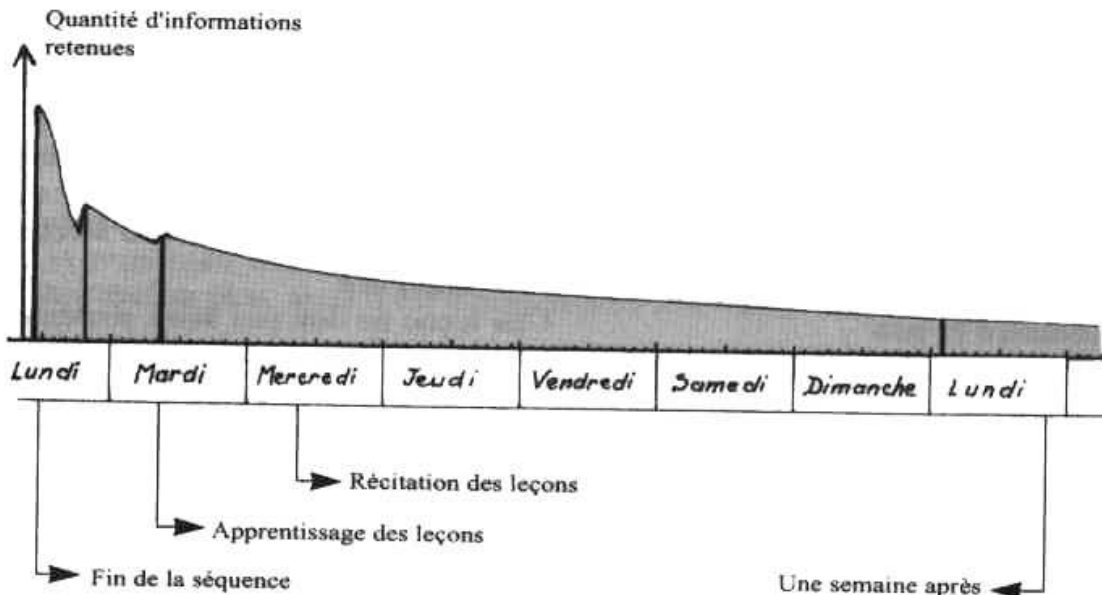 Quantité d'informations
retenues
Lundi Mardi Mercredi Jeudi Vendredi Samedi Dimanche Lundi
Récitation des leçons
Apprentissage des leçons
Fin de la séquence
Une semaine après